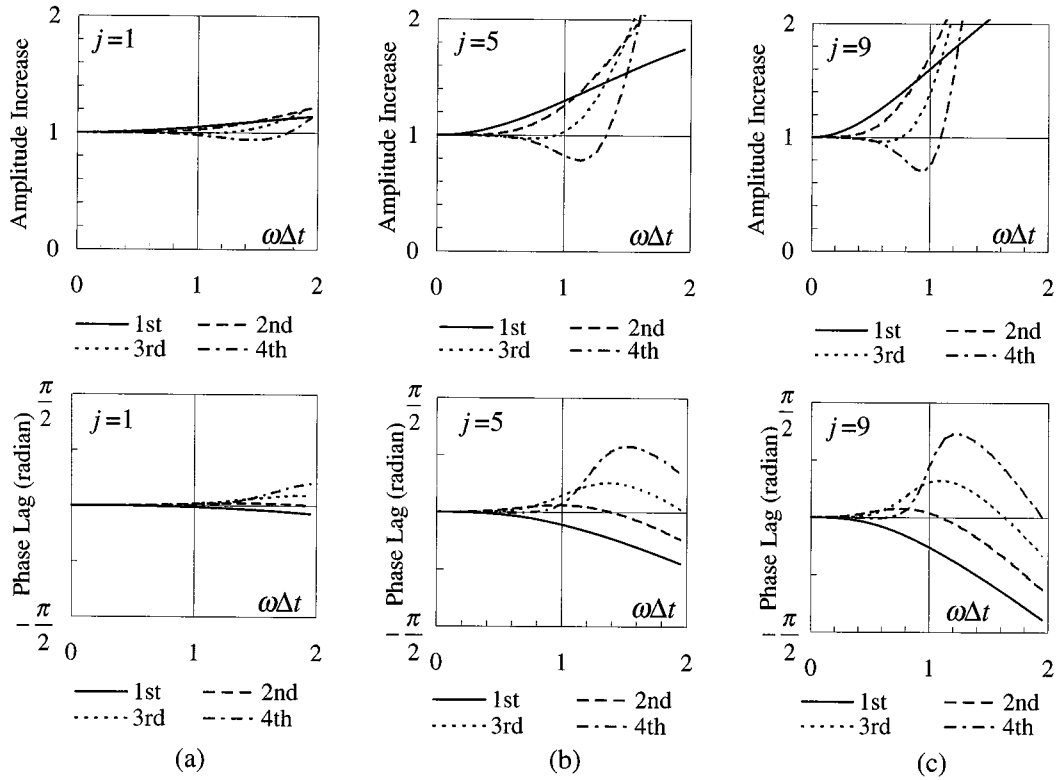 2
j=1
Amplitude Increase
1
0
ωΔt
0 1 2
1st 2nd
3rd 4th
2
j=5
Amplitude Increase
1
0
ωΔt
0 1 2
1st 2nd
3rd 4th
2
j=9
Amplitude Increase
1
0
ωΔt
0 1 2
1st 2nd
3rd 4th
π/2
j=1
Phase Lag (radian)
-π/2
ωΔt
0 1 2
1st 2nd
3rd 4th
(a)
π/2
j=5
Phase Lag (radian)
-π/2
ωΔt
0 1 2
1st 2nd
3rd 4th
(b)
π/2
j=9
Phase Lag (radian)
-π/2
ωΔt
0 1 2
1st 2nd
3rd 4th
(c)